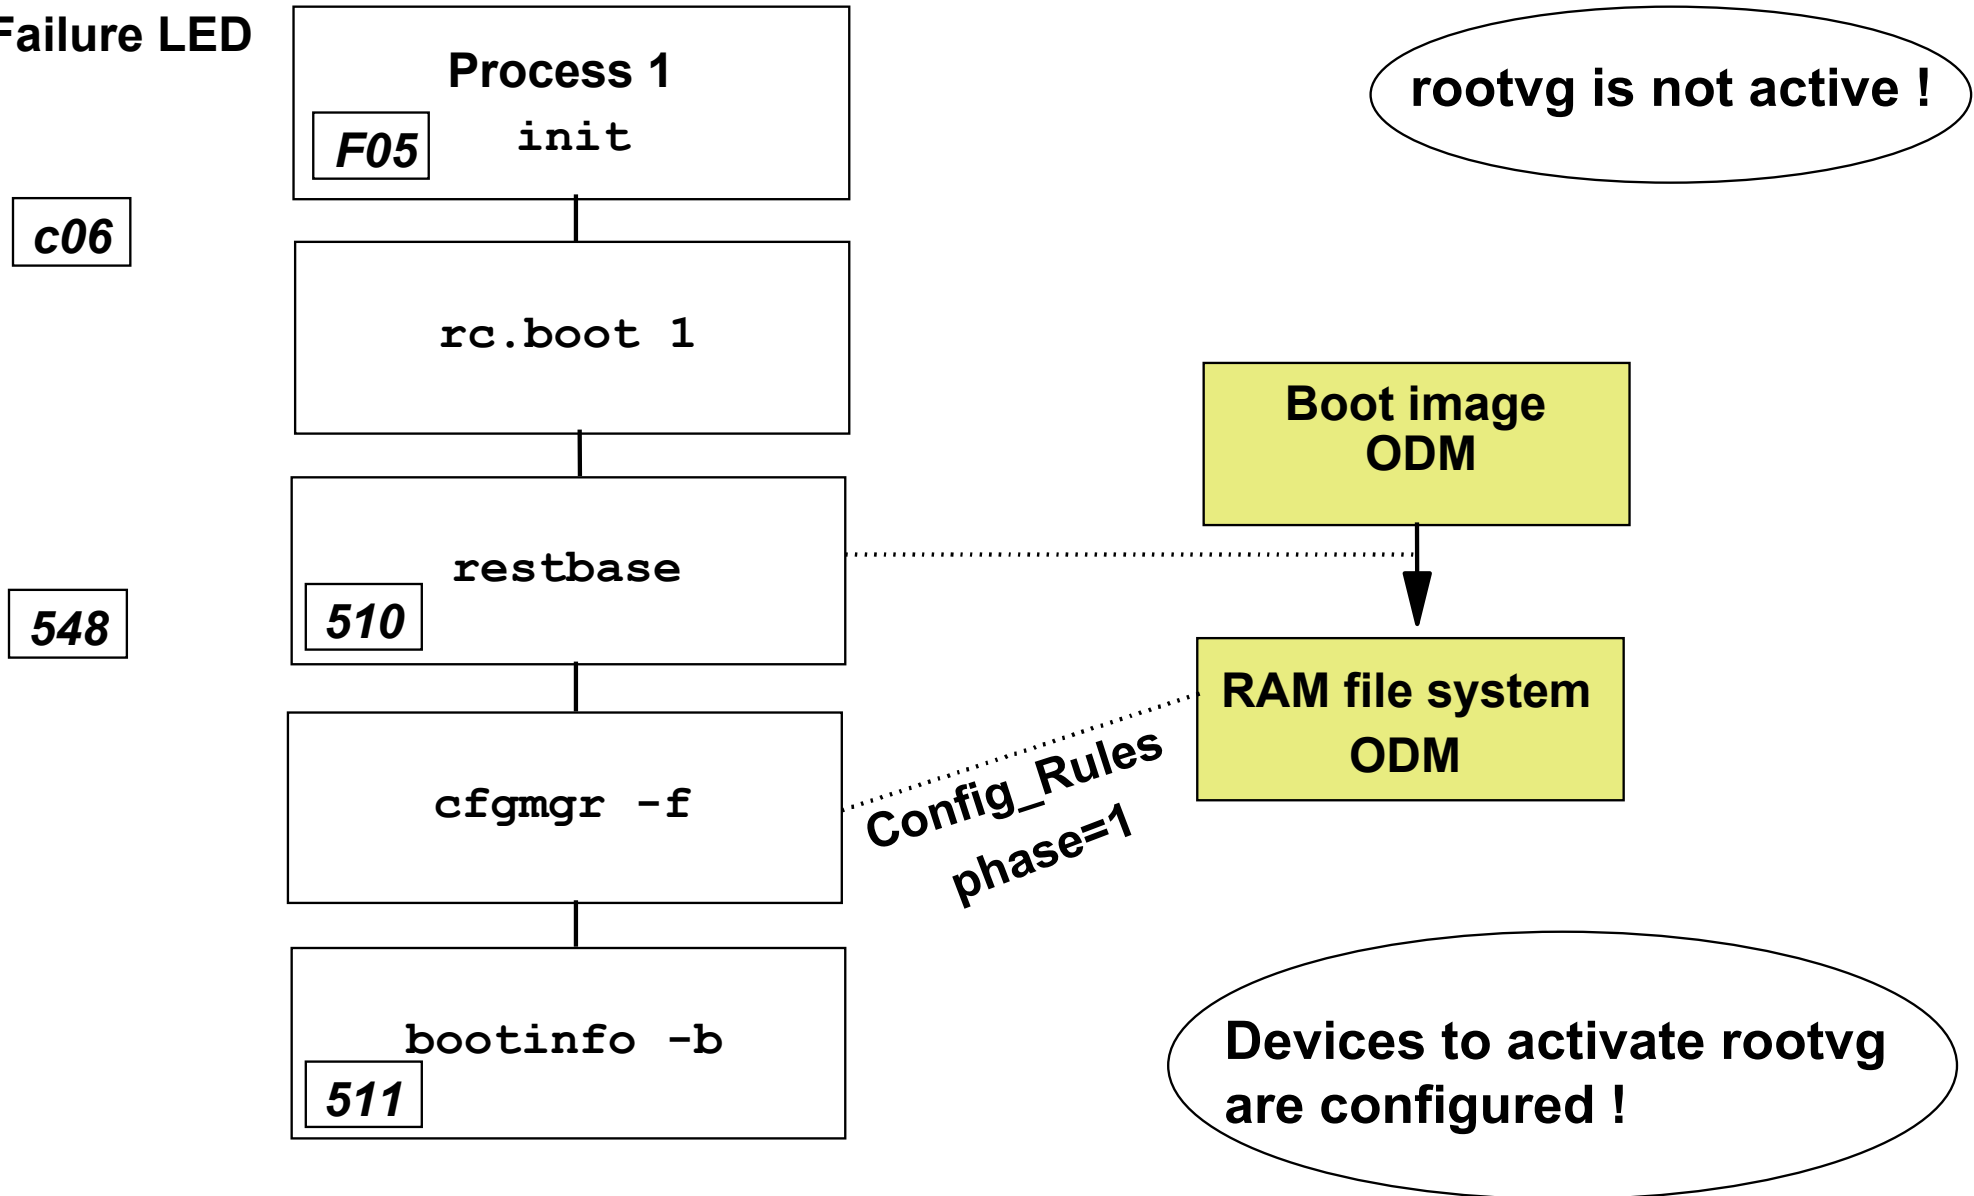 Failure LED
Process 1
init
F05
rootvg is not active !
c06
rc.boot 1
Boot image
ODM
restbase
510
548
RAM file system
ODM
cfgmgr -f
Config_Rules
phase=1
bootinfo -b
511
Devices to activate rootvg
are configured !